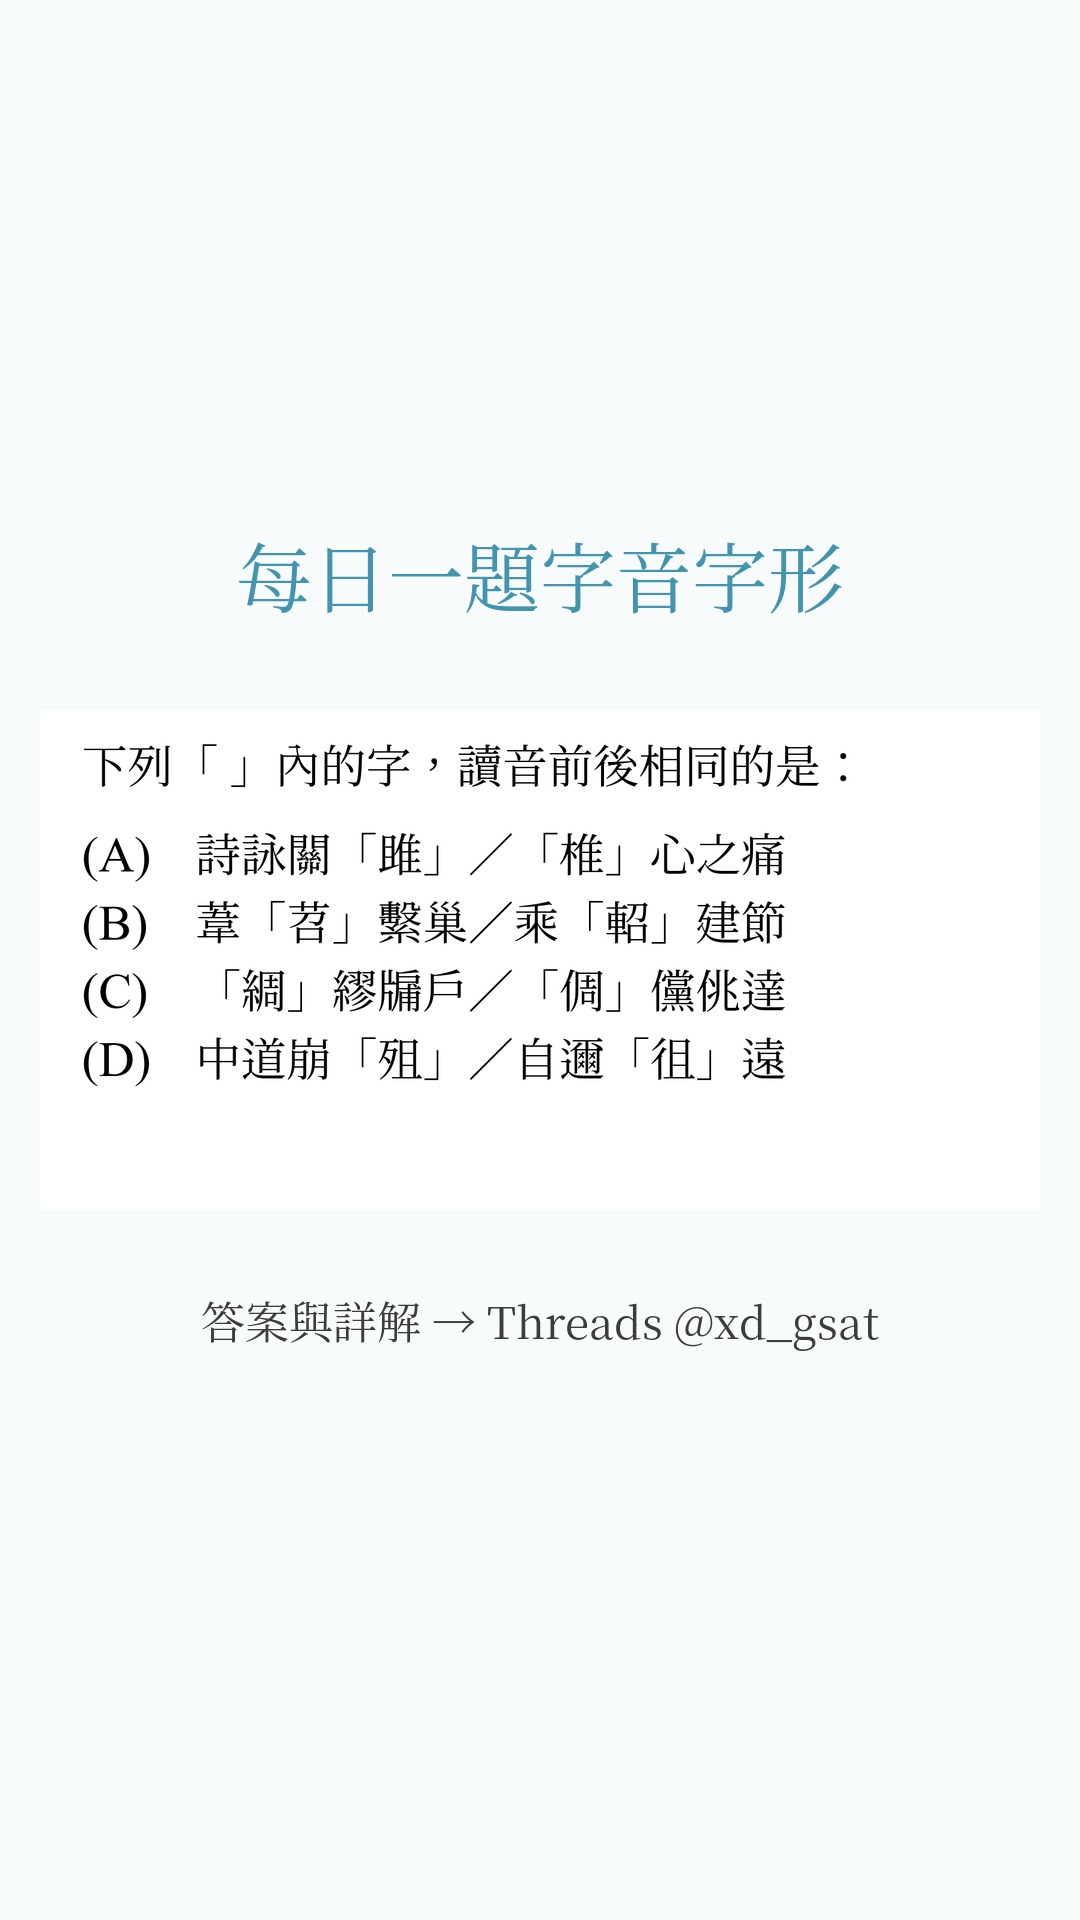 每日一題字音字形
下列「 」內的字，讀音前後相同的是：
(A) 詩詠關「雎」／「椎」心之痛
(B) 葦「苕」繫巢／乘「軺」建節
(C) 「綢」繆牖戶／「倜」儻佻達
(D) 中道崩「殂」／自邇「徂」遠
答案與詳解 → Threads @xd_gsat